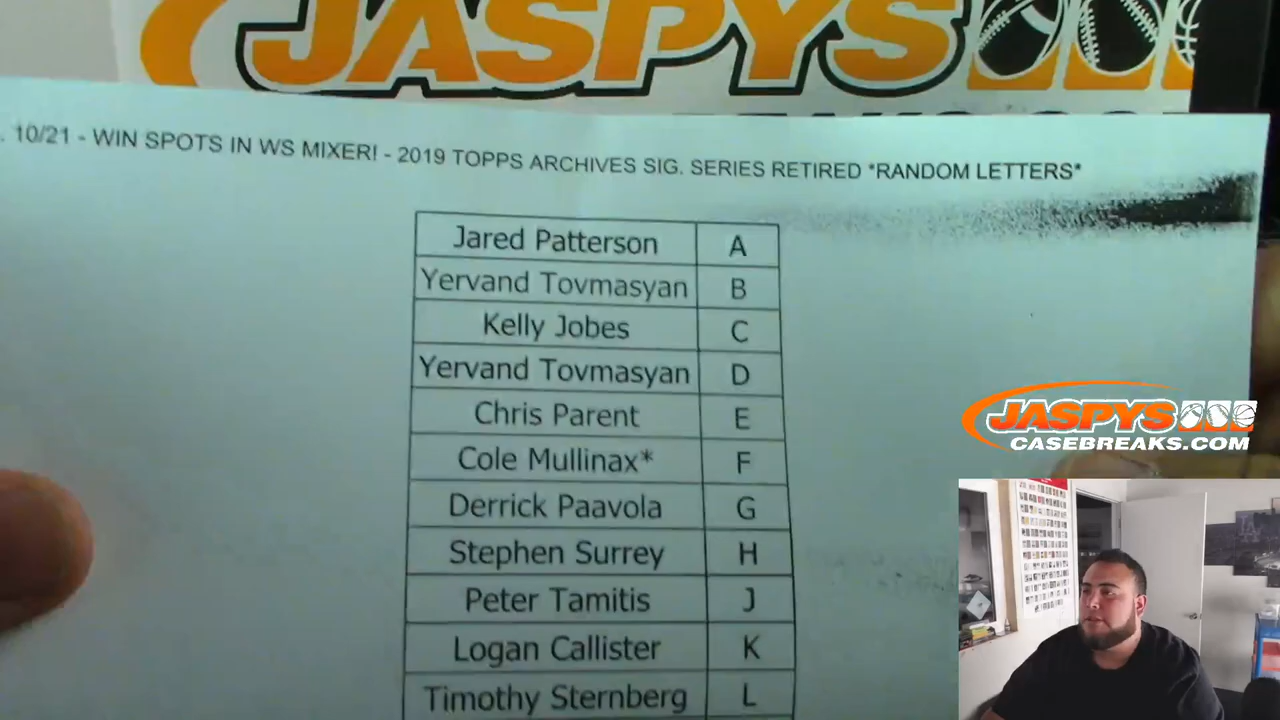 JASPYS
. 10/21 - WIN SPOTS IN WS MIXER! - 2019 TOPPS ARCHIVES SIG. SERIES RETIRED *RANDOM LETTERS*
Jared Patterson A
Yervand Tovmasyan B
Kelly Jobes C
Yervand Tovmasyan D
Chris Parent E
Cole Mullinax* F
Derrick Paavola G
Stephen Surrey H
Peter Tamitis J
Logan Callister K
Timothy Sternberg L
JASPYS
CASEBREAKS.COM